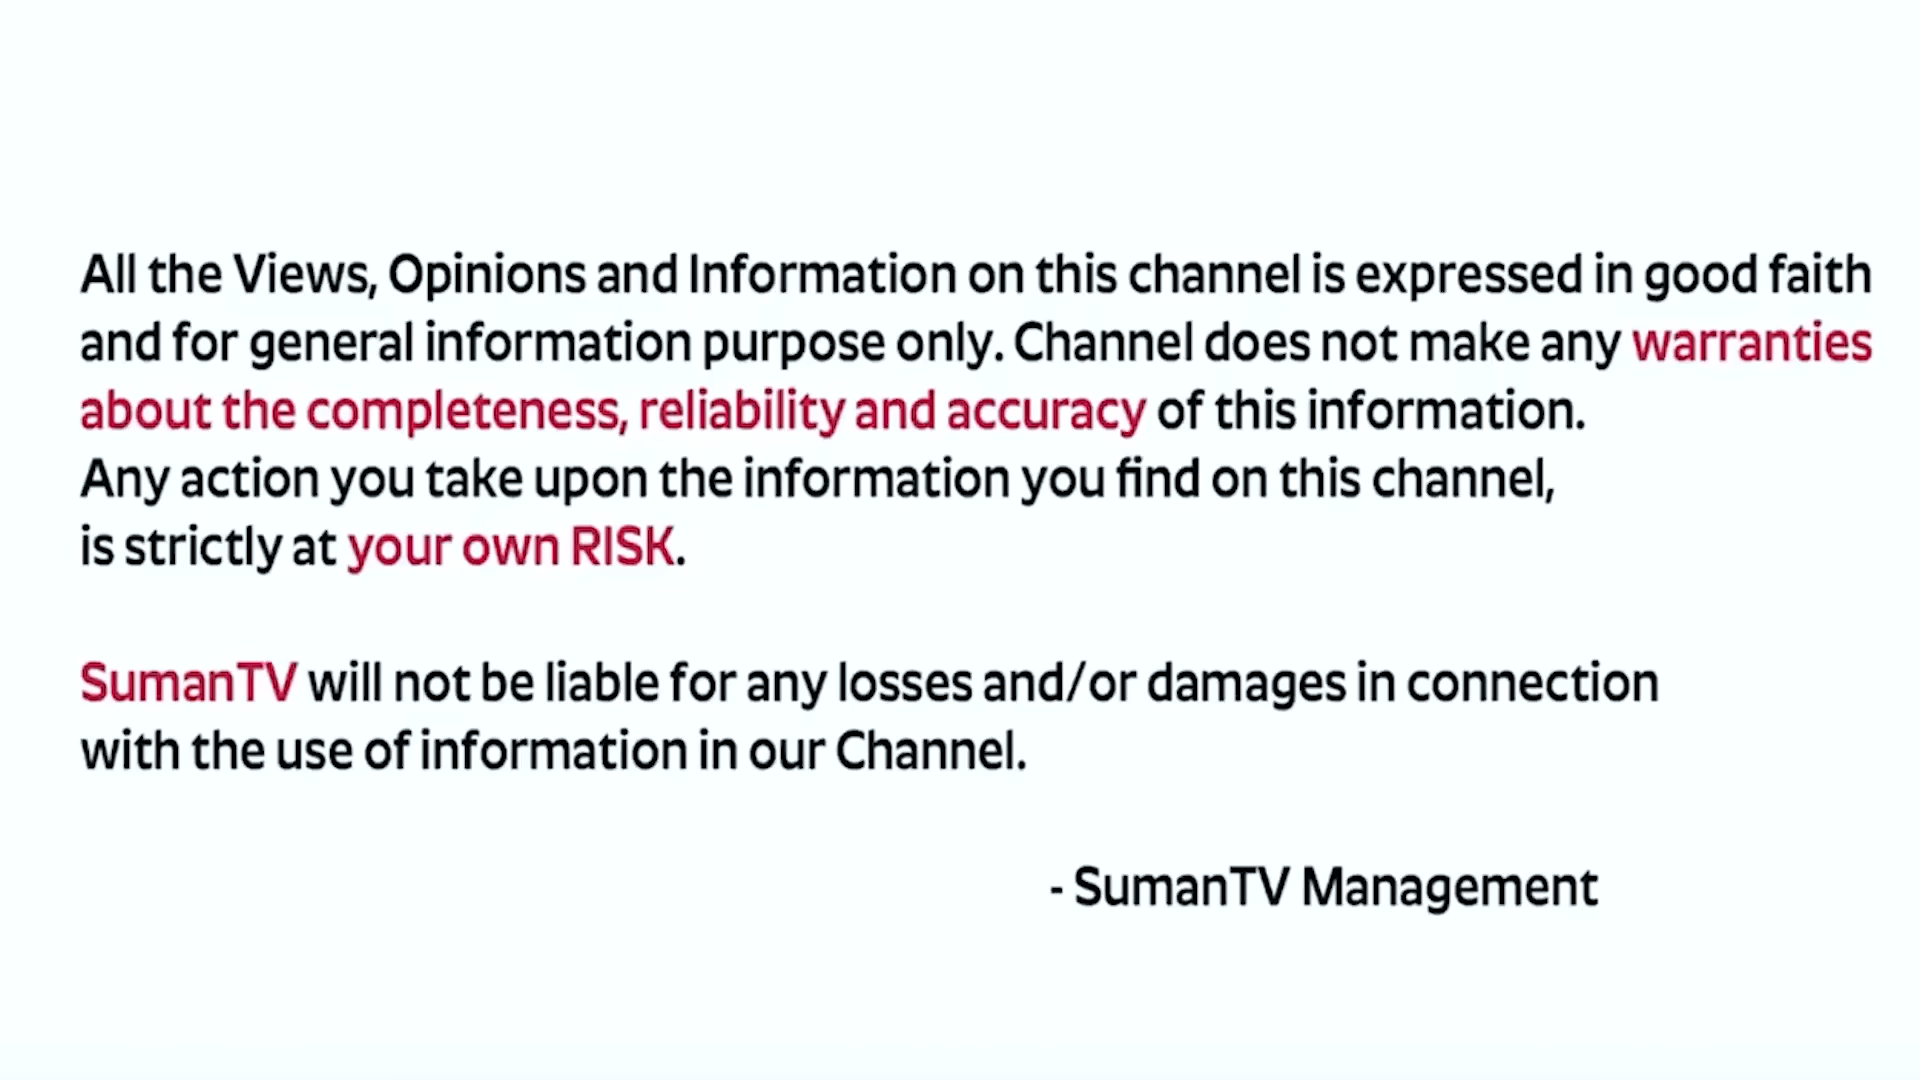 All the Views, Opinions and Information on this channel is expressed in good faith
and for general information purpose only. Channel does not make any warranties
about the completeness, reliability and accuracy of this information.
Any action you take upon the information you find on this channel,
is strictly at your own RISK.
SumanTV will not be liable for any losses and/or damages in connection
with the use of information in our Channel.
- SumanTV Management